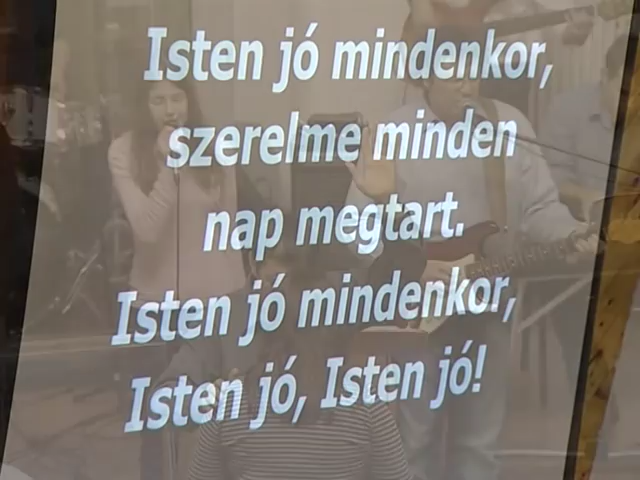 Isten jó mindenkor,
szerelme minden
nap megtart.
Isten jó mindenkor,
Isten jó, Isten jó!